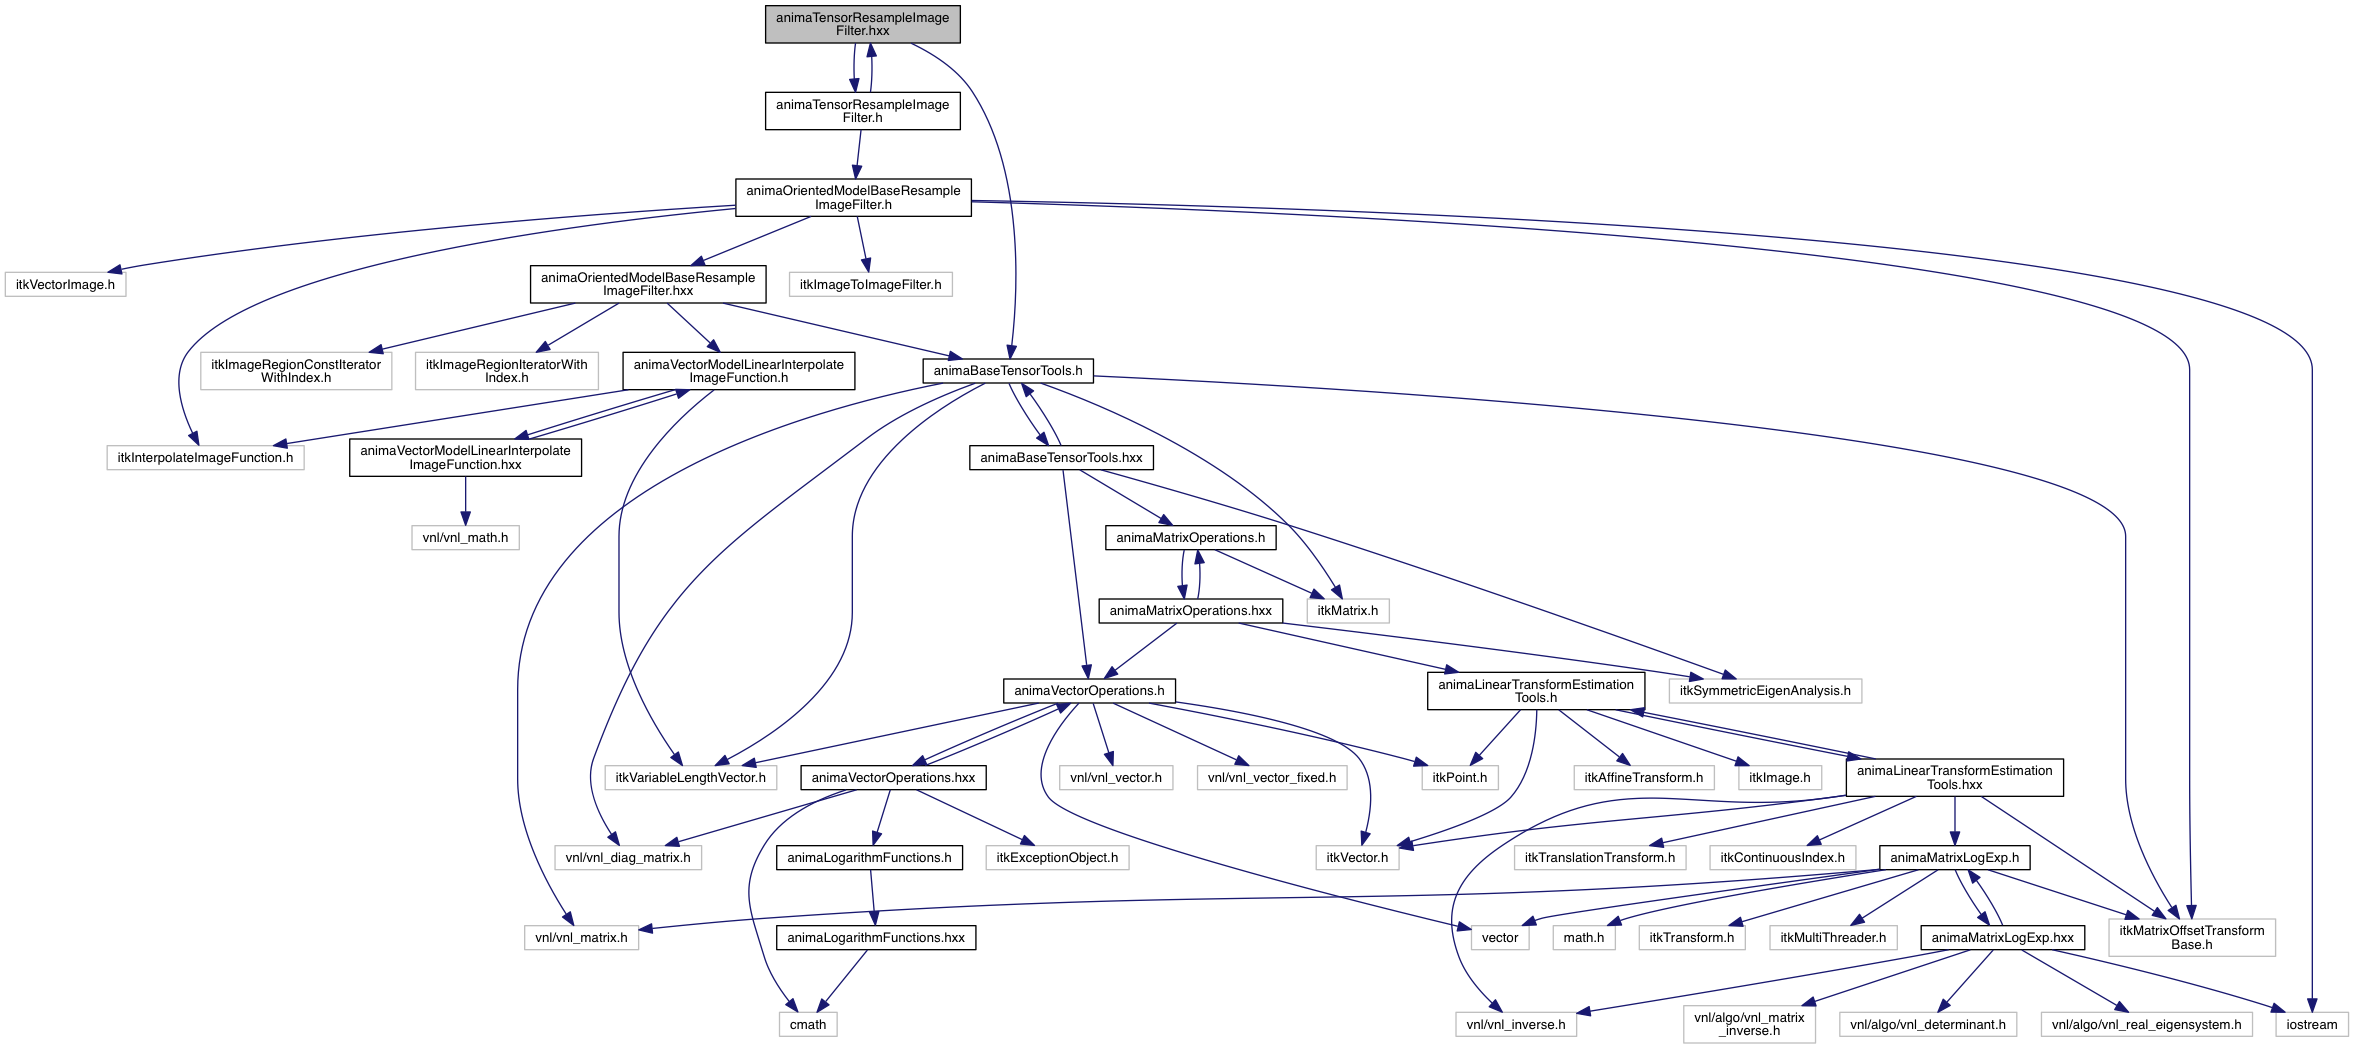 animaTensorResampleImage
Filter.hxx
animaTensorResampleImage
Filter.h
animaOrientedModelBaseResample
ImageFilter.h
itkVectorImage.h
animaOrientedModelBaseResample
ImageFilter.hxx
itkImageToImageFilter.h
itkImageRegionConstIterator
WithIndex.h
itkImageRegionIteratorWith
Index.h
animaVectorModelLinearInterpolate
ImageFunction.h
animaBaseTensorTools.h
itkInterpolateImageFunction.h
animaVectorModelLinearInterpolate
ImageFunction.hxx
animaBaseTensorTools.hxx
vnl/vnl_math.h
animaMatrixOperations.h
animaMatrixOperations.hxx
itkMatrix.h
animaVectorOperations.h
animaLinearTransformEstimation
Tools.h
itkSymmetricEigenAnalysis.h
itkVariableLengthVector.h
animaVectorOperations.hxx
vnl/vnl_vector.h
vnl/vnl_vector_fixed.h
itkPoint.h
itkAffineTransform.h
itkImage.h
animaLinearTransformEstimation
Tools.hxx
vnl/vnl_diag_matrix.h
animaLogarithmFunctions.h
itkExceptionObject.h
itkVector.h
itkTranslationTransform.h
itkContinuousIndex.h
animaMatrixLogExp.h
vnl/vnl_matrix.h
animaLogarithmFunctions.hxx
vector
math.h
itkTransform.h
itkMultiThreader.h
animaMatrixLogExp.hxx
itkMatrixOffsetTransform
Base.h
cmath
vnl/vnl_inverse.h
vnl/algo/vnl_matrix
_inverse.h
vnl/algo/vnl_determinant.h
vnl/algo/vnl_real_eigensystem.h
iostream